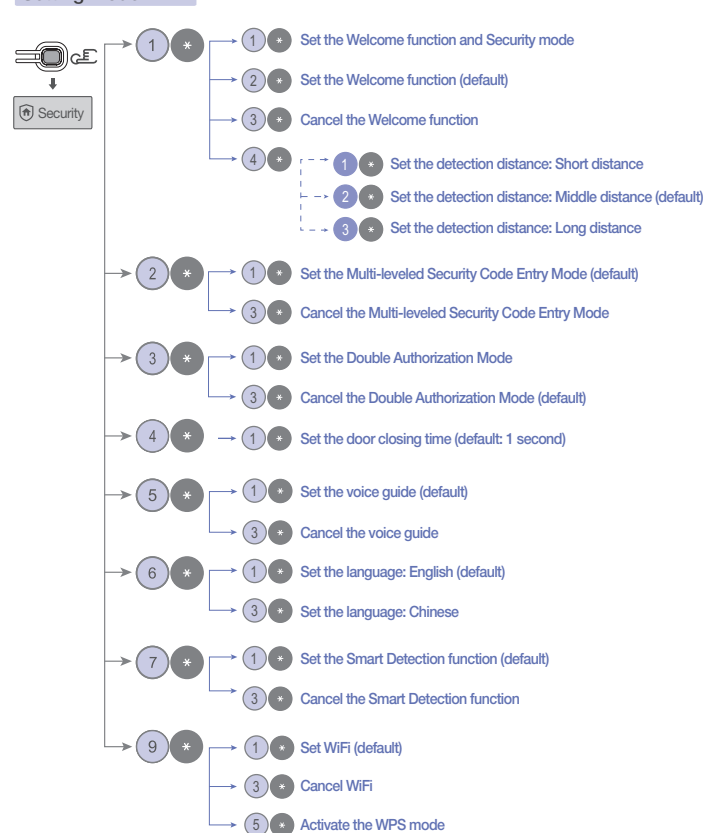 Security
1 * 1 * Set the Welcome function and Security mode
2 * Set the Welcome function (default)
3 * Cancel the Welcome function
4 * 1 * Set the detection distance: Short distance
2 * Set the detection distance: Middle distance (default)
3 * Set the detection distance: Long distance
2 * 1 * Set the Multi-leveled Security Code Entry Mode (default)
3 * Cancel the Multi-leveled Security Code Entry Mode
3 * 1 * Set the Double Authorization Mode
3 * Cancel the Double Authorization Mode (default)
4 * 1 * Set the door closing time (default: 1 second)
5 * 1 * Set the voice guide (default)
3 * Cancel the voice guide
6 * 1 * Set the language: English (default)
3 * Set the language: Chinese
7 * 1 * Set the Smart Detection function (default)
3 * Cancel the Smart Detection function
9 * 1 * Set WiFi (default)
3 * Cancel WiFi
5 * Activate the WPS mode